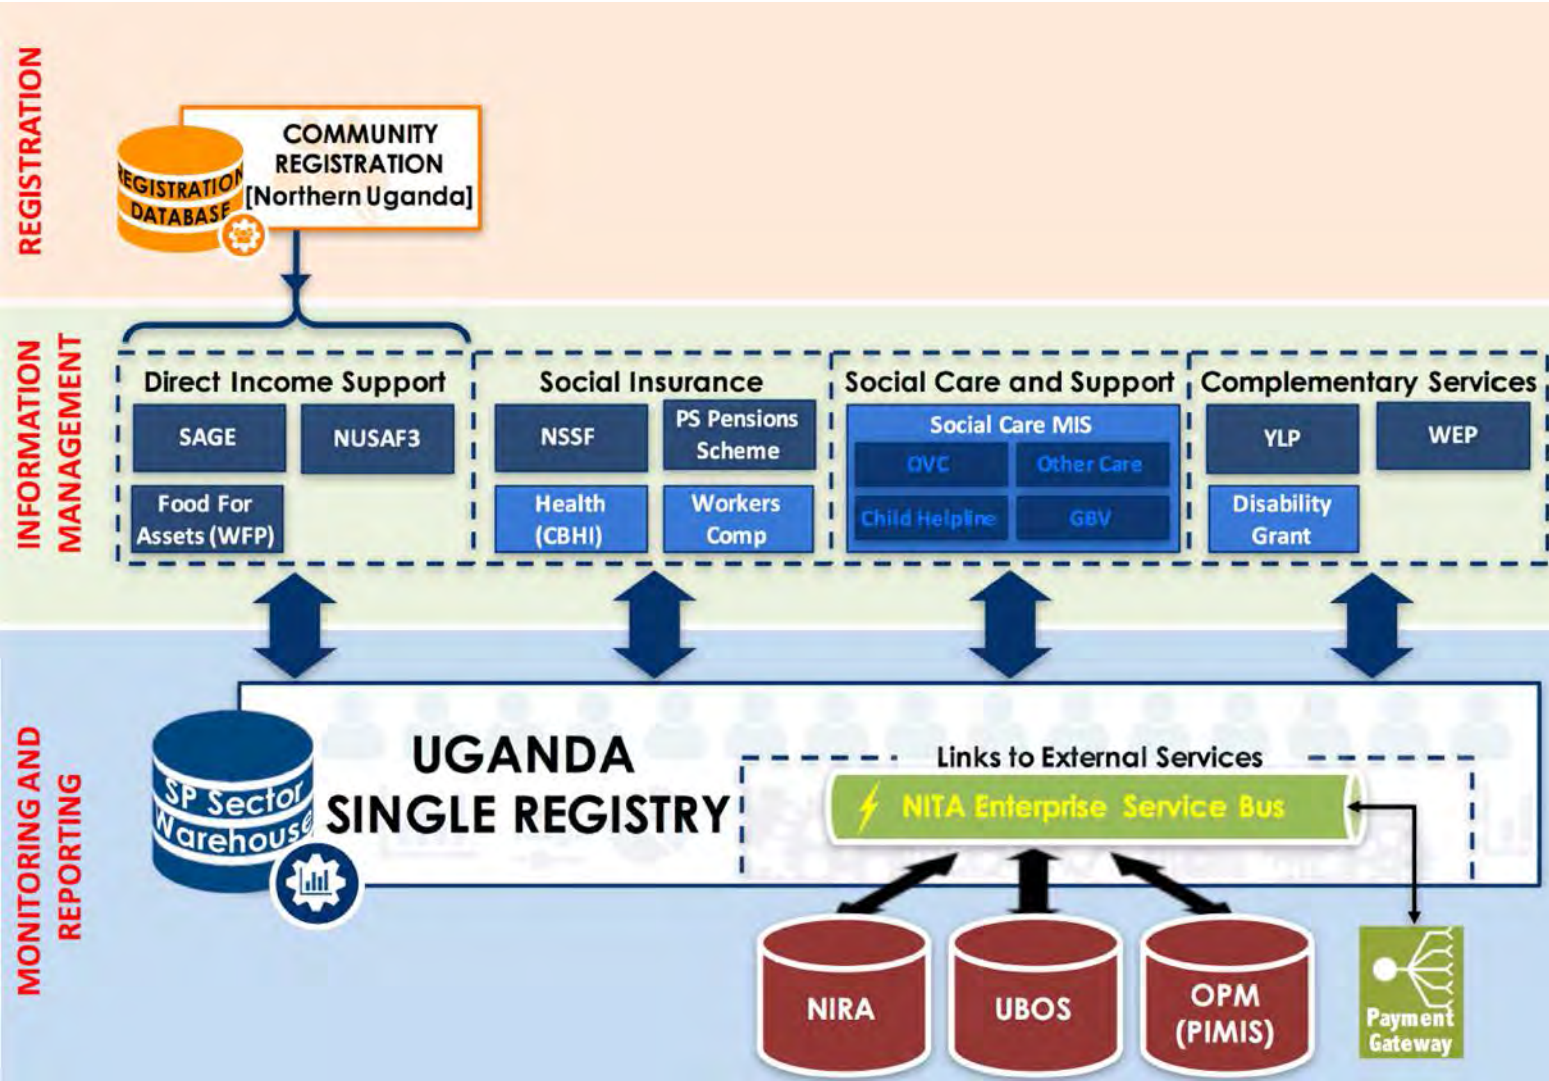 REGISTRATION
COMMUNITY
REGISTRATION
[Northern Uganda]
REGISTRATION
DATABASE
INFORMATION
MANAGEMENT
Direct Income Support
SAGE
NUSAF3
Food For
Assets (WFP)
Social Insurance
NSSF
PS Pensions
Scheme
Health
(CBHI)
Workers
Comp
Social Care and Support
Social Care MIS
OVC
Other Care
Child Helpline
GBV
Complementary Services
YLP
WEP
Disability
Grant
MONITORING AND
REPORTING
SP Sector
Warehouse
UGANDA
SINGLE REGISTRY
Links to External Services
NITA Enterprise Service Bus
NIRA
UBOS
OPM
(PIMIS)
Payment
Gateway